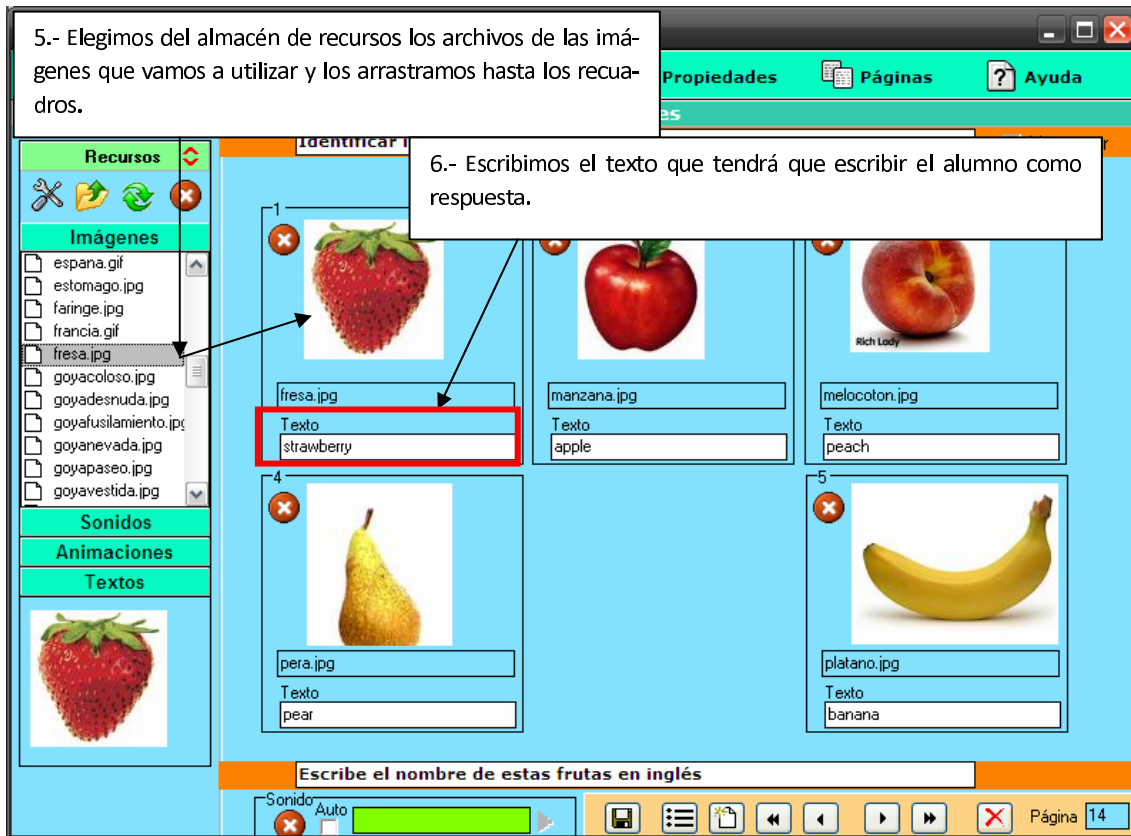 5.- Elegimos del almacén de recursos los archivos de las imá-
genes que vamos a utilizar y los arrastramos hasta los recua-
dros.
Propiedades
Páginas
Ayuda
Identificar
6.- Escribimos el texto que tendrá que escribir el alumno como
respuesta.
Recursos
Imágenes
espana.gif
estomago.jpg
faringe.jpg
francia.gif
fresa.jpg
goyacoloso.jpg
goyadesnuda.jpg
goyafusilamiento.jpg
goyanevada.jpg
goyapaseo.jpg
goyavestida.jpg
Sonidos
Animaciones
Textos
1
fresa.jpg
Texto
strawberry
manzana.jpg
Texto
apple
Rich Lady
melocoton.jpg
Texto
peach
4
pera.jpg
Texto
pear
5
platano.jpg
Texto
banana
Escribe el nombre de estas frutas en inglés
Sonido
Auto
Página 14